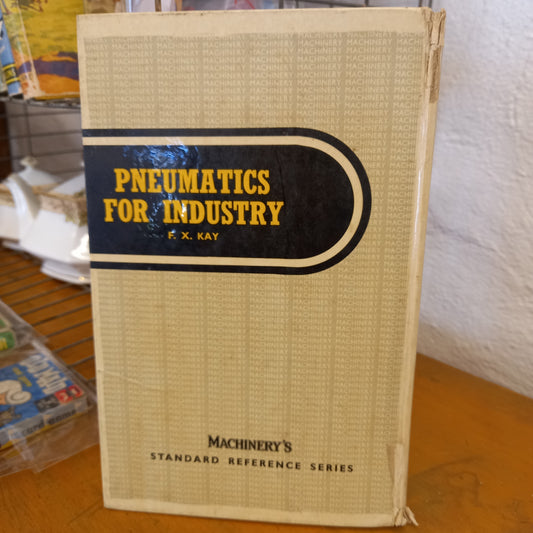 PNEUMATICS
FOR INDUSTRY
F. X. KAY
MACHINERY'S
STANDARD REFERENCE SERIES